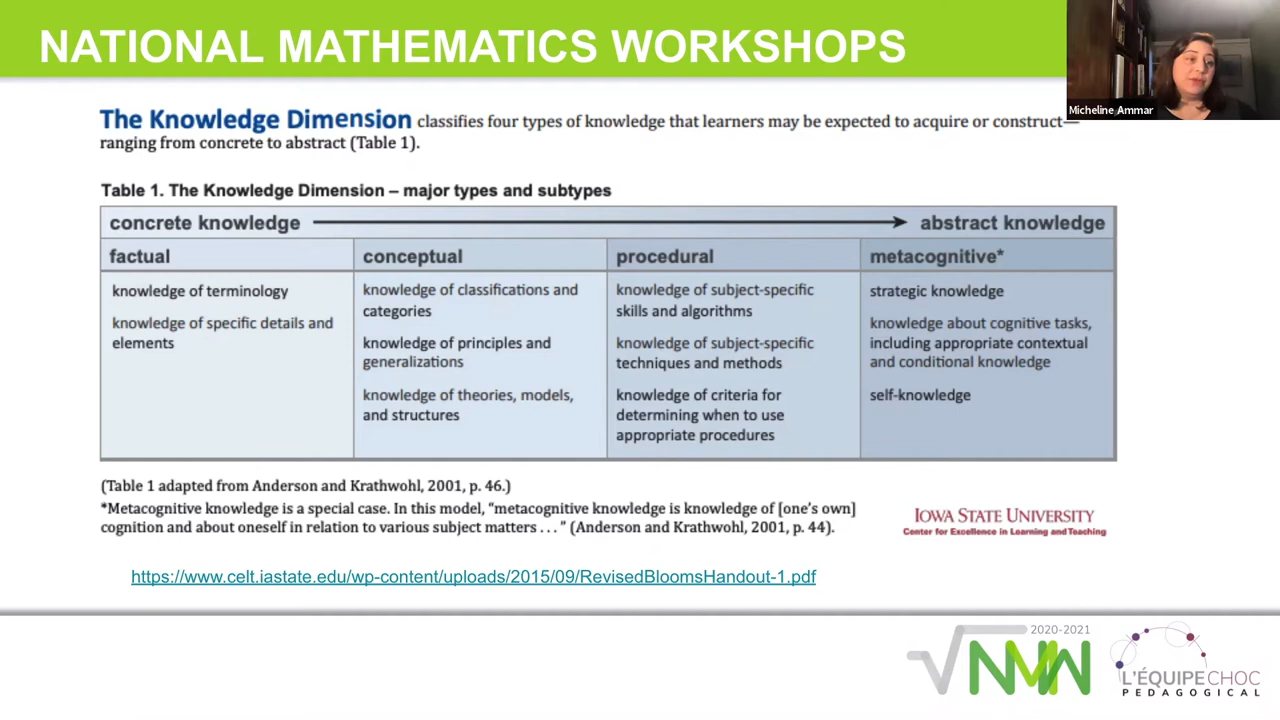 NATIONAL MATHEMATICS WORKSHOPS
Micheline Ammar
The Knowledge Dimension classifies four types of knowledge that learners may be expected to acquire or construct—
ranging from concrete to abstract (Table 1).
Table 1. The Knowledge Dimension – major types and subtypes
concrete knowledge abstract knowledge
factual conceptual procedural metacognitive*
knowledge of terminology
knowledge of specific details and
elements
knowledge of classifications and
categories
knowledge of principles and
generalizations
knowledge of theories, models,
and structures
knowledge of subject-specific
skills and algorithms
knowledge of subject-specific
techniques and methods
knowledge of criteria for
determining when to use
appropriate procedures
strategic knowledge
knowledge about cognitive tasks,
including appropriate contextual
and conditional knowledge
self-knowledge
(Table 1 adapted from Anderson and Krathwohl, 2001, p. 46.)
*Metacognitive knowledge is a special case. In this model, “metacognitive knowledge is knowledge of [one’s own]
cognition and about oneself in relation to various subject matters . . . ” (Anderson and Krathwohl, 2001, p. 44).
IOWA STATE UNIVERSITY
Center for Excellence in Learning and Teaching
https://www.celt.iastate.edu/wp-content/uploads/2015/09/RevisedBloomsHandout-1.pdf
2020-2021
NMW
L'ÉQUIPECHOC
PEDAGOGICAL